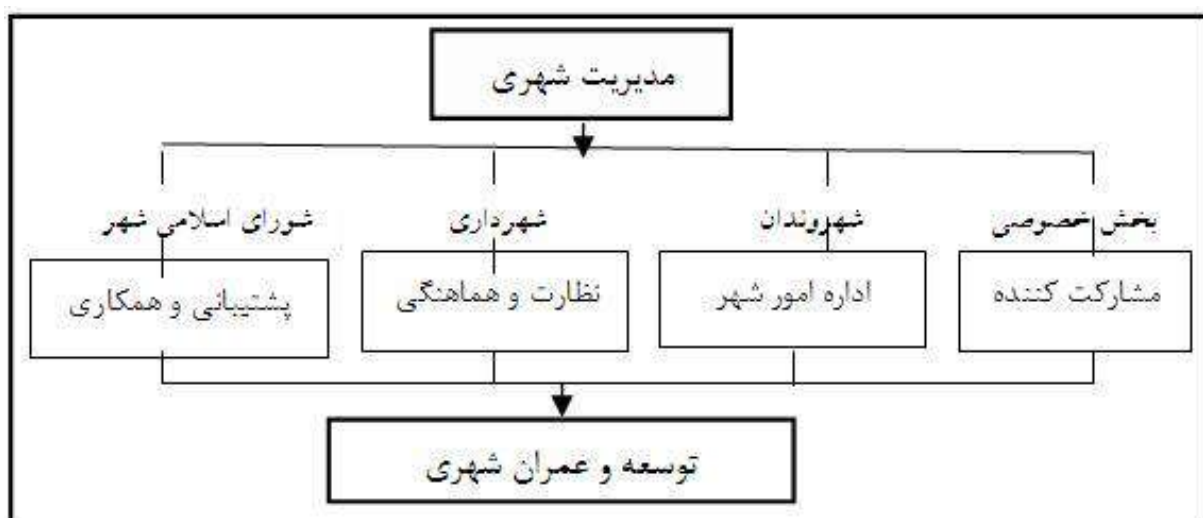 مدیریت شهری
بخش خصوصی
شهروندان
شهرداری
شورای اسلامی شهر
مشارکت کننده
اداره امور شهر
نظارت و هماهنگی
پشتیبانی و همکاری
توسعه و عمران شهری